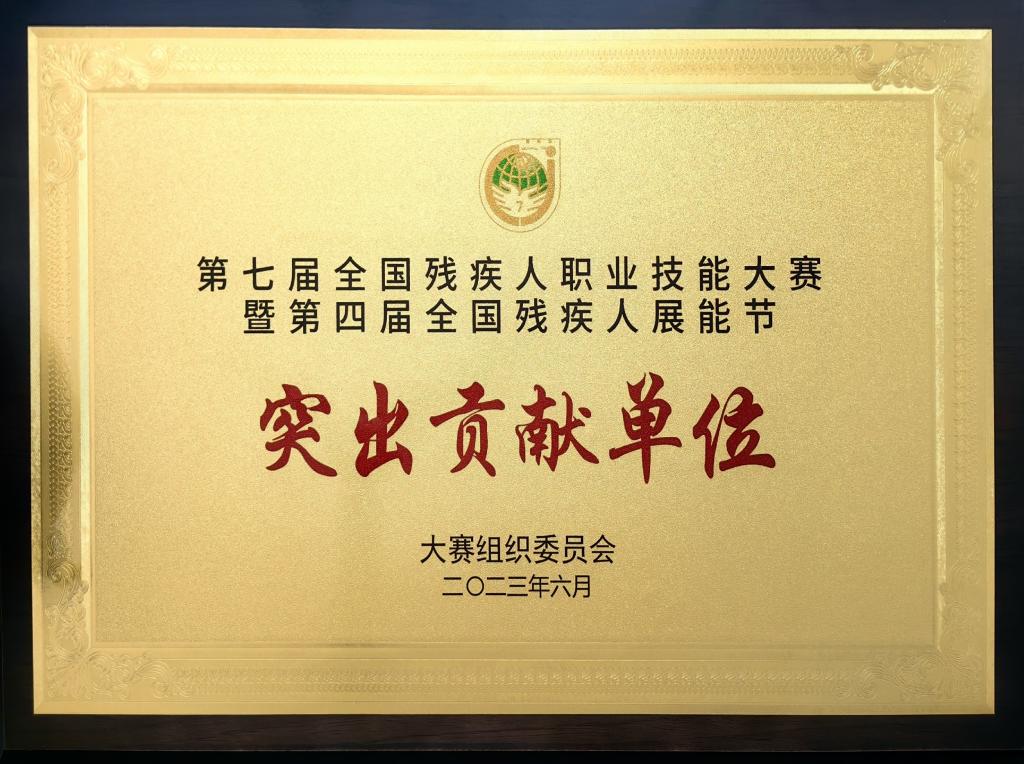 第七届全国残疾人职业技能大赛
暨第四届全国残疾人展能节
突出贡献单位
大赛组织委员会
二〇二三年六月